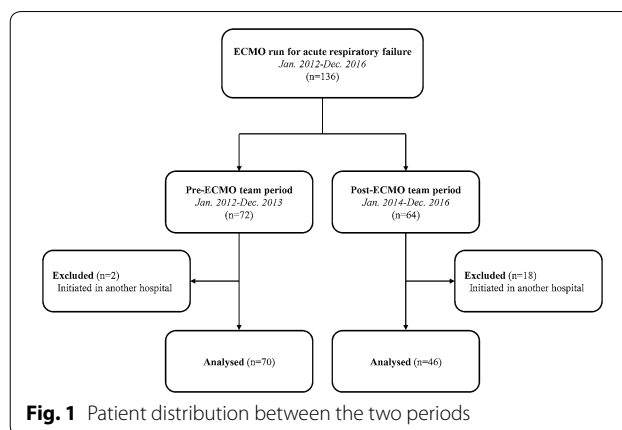 ECMO run for acute respiratory failure
Jan. 2012-Dec. 2016
(n=136)
Pre-ECMO team period
Jan. 2012-Dec. 2013
(n=72)
Post-ECMO team period
Jan. 2014-Dec. 2016
(n=64)
Excluded (n=2)
Initiated in another hospital
Excluded (n=18)
Initiated in another hospital
Analysed (n=70)
Analysed (n=46)
Fig. 1 Patient distribution between the two periods